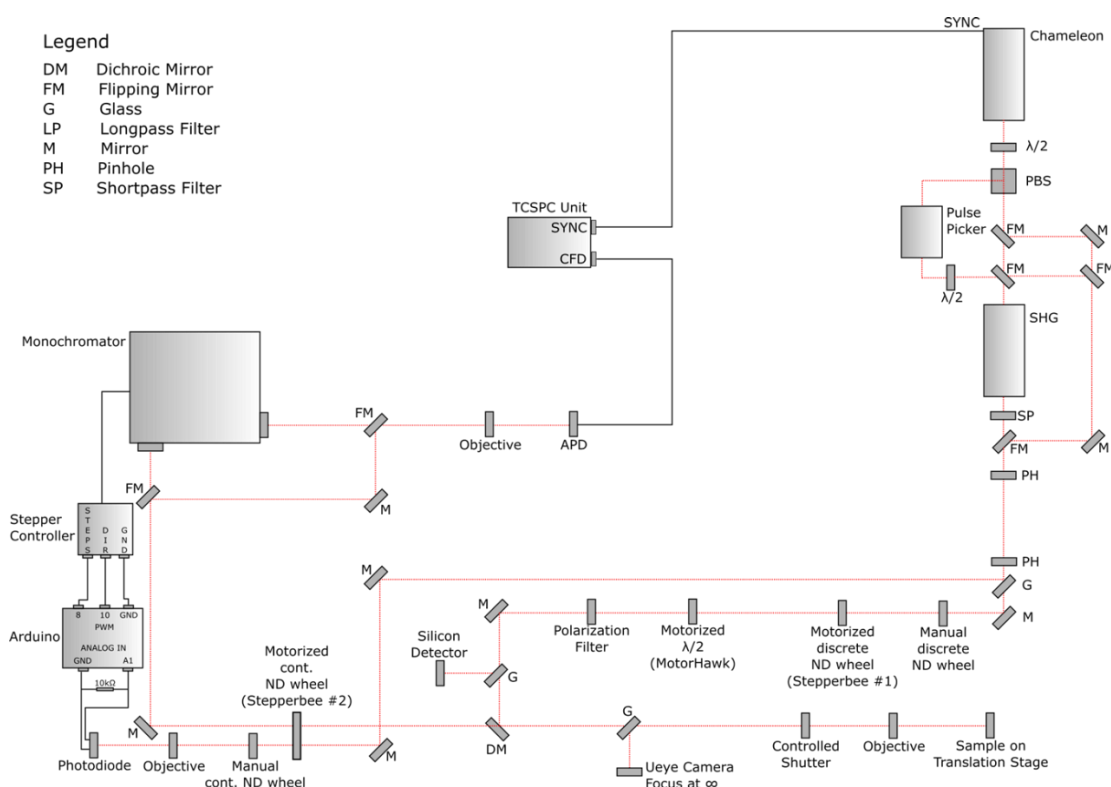 Legend
DM Dichroic Mirror
FM Flipping Mirror
G Glass
LP Longpass Filter
M Mirror
PH Pinhole
SP Shortpass Filter
SYNC
Chameleon
λ/2
PBS
TCSPC Unit
SYNC
CFD
Pulse
Picker
FM
M
FM
FM
λ/2
SHG
Monochromator
FM
Objective
APD
SP
FM
M
PH
FM
M
Stepper
Controller
STEPS
DIR
GND
M
PH
G
M
Polarization
Filter
Motorized
λ/2
(MotorHawk)
Motorized
discrete
ND wheel
(Stepperbee #1)
Manual
discrete
ND wheel
M
Arduino
8
10
GND
PWM
ANALOG IN
GND
A1
10kΩ
Silicon
Detector
G
Motorized
cont.
ND wheel
(Stepperbee #2)
M
Photodiode
Objective
Manual
cont. ND wheel
M
DM
G
Ueye Camera
Focus at ∞
Controlled
Shutter
Objective
Sample on
Translation Stage